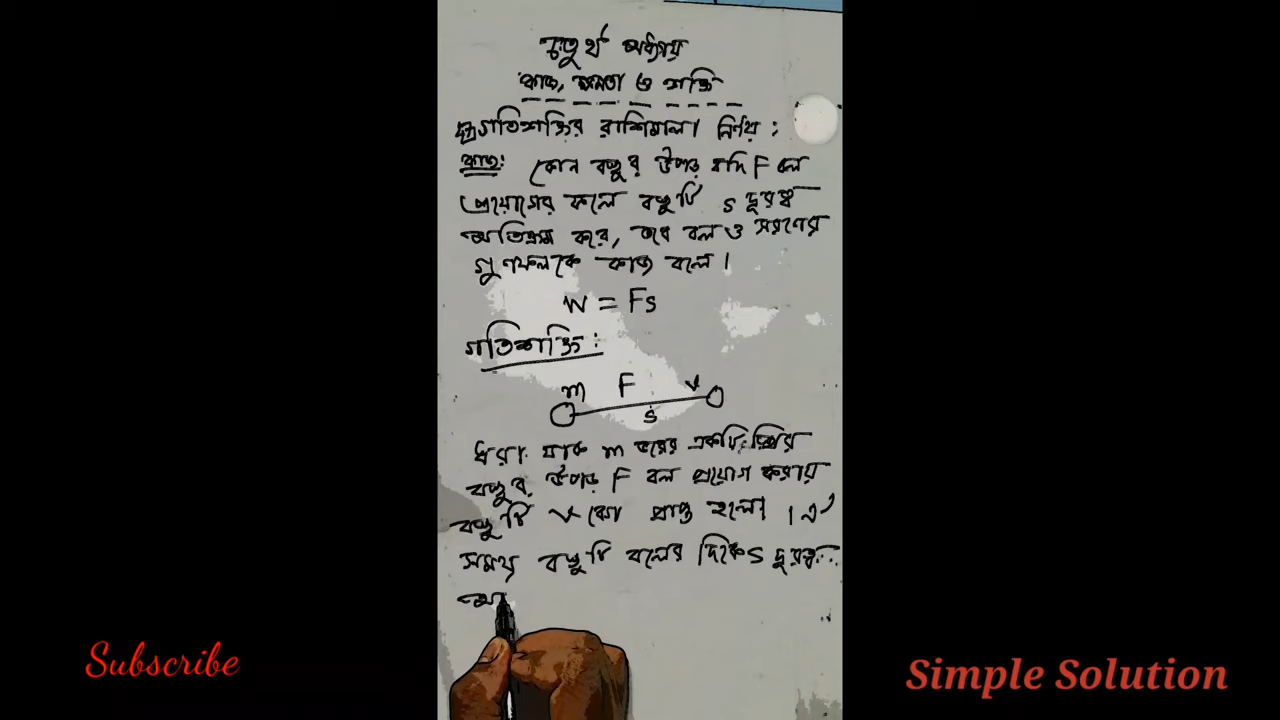 চতুর্থ অধ্যায়
কাজ, ক্ষমতা ও শক্তি
গতিশক্তির রাশিমালা নির্ণয় :
কাজ: কোন বস্তুর উপড় যদি F বল
প্রয়োগের ফলে বস্তুটি s দূরত্ব
অতিক্রম করে, তবে বল ও সরণের
গুণফলকে কাজ বলে।
W = Fs
গতিশক্তি :
m F v
s
ধরা যাক m ভরের একটি স্থির
বস্তুর উপড় F বল প্রয়োগ করায়
বস্তুটি v বেগ প্রাপ্ত হলো। এ
সময় বস্তুটি বলের দিকে s দূরত্ব
অ
Subscribe
Simple Solution